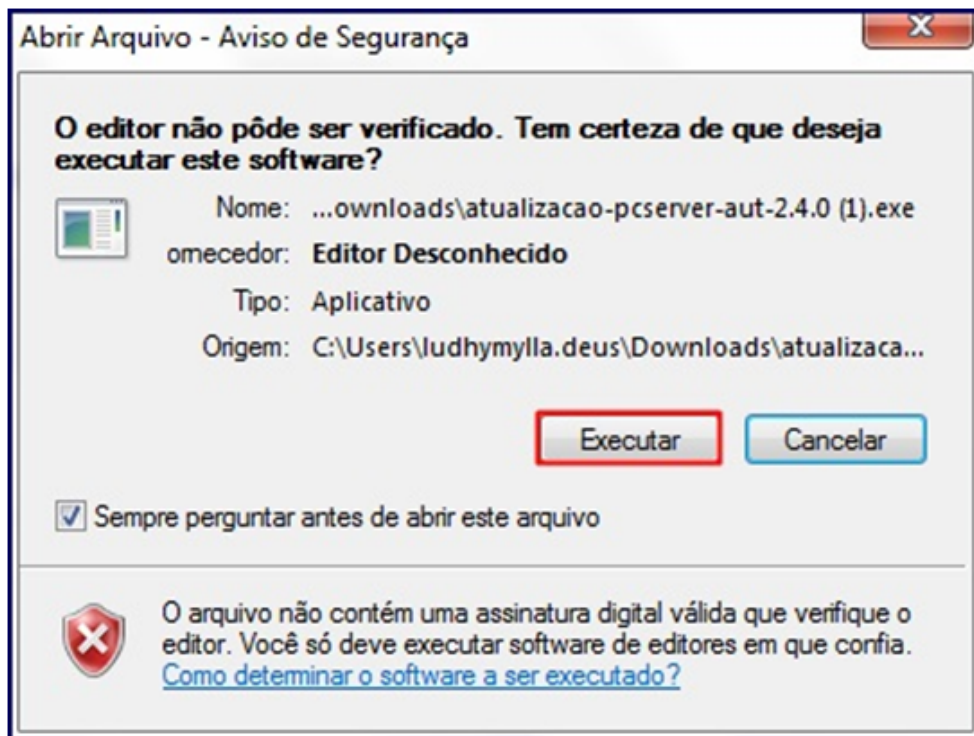 Abrir Arquivo - Aviso de Segurança
O editor não pôde ser verificado. Tem certeza de que deseja
executar este software?
Nome: ...ownloads\atualizacao-pcserver-aut-2.4.0 (1).exe
ornecedor: Editor Desconhecido
Tipo: Aplicativo
Origem: C:\Users\ludhymylla.deus\Downloads\atualizaca...
Executar Cancelar
Sempre perguntar antes de abrir este arquivo
O arquivo não contém uma assinatura digital válida que verifique o
editor. Você só deve executar software de editores em que confia.
Como determinar o software a ser executado?